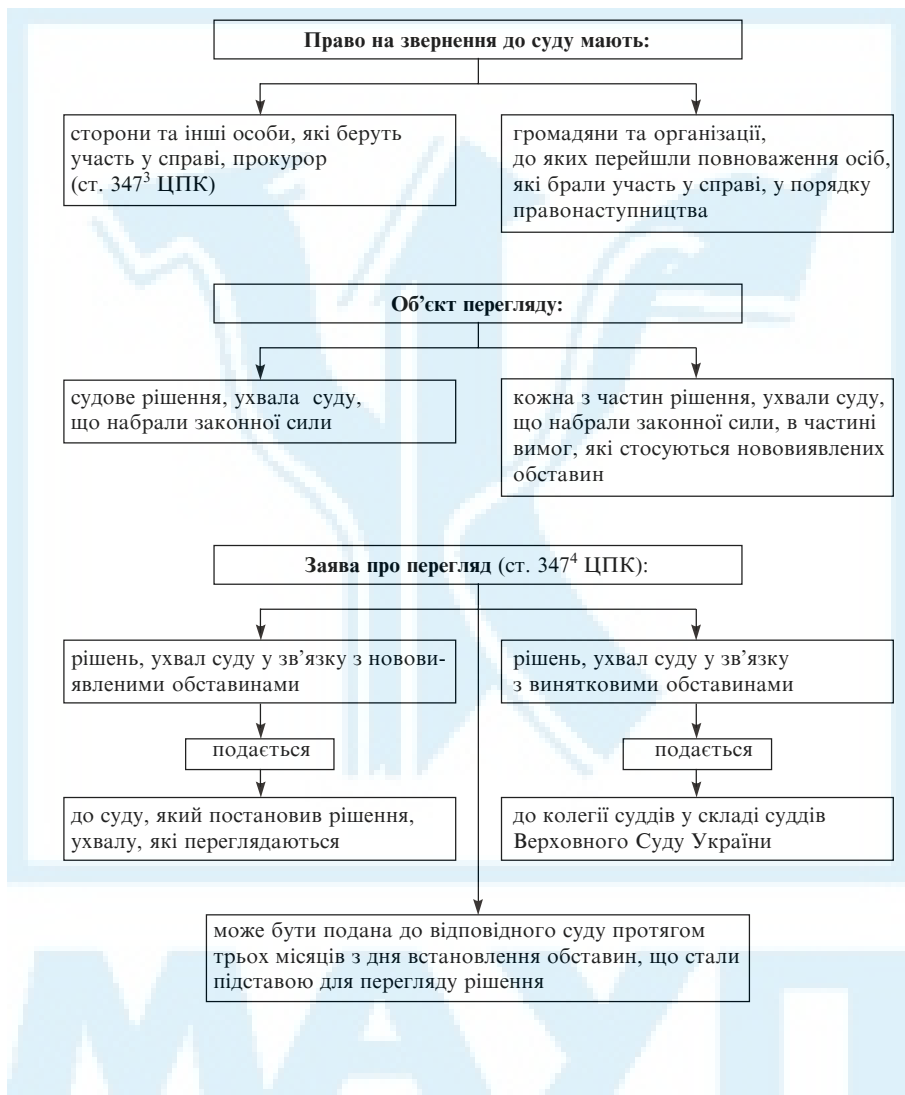 Право на звернення до суду мають:
сторони та інші особи, які беруть
участь у справі, прокурор
(ст. 347³ ЦПК)
громадяни та організації,
до яких перейшли повноваження осіб,
які брали участь у справі, у порядку
правонаступництва
Об’єкт перегляду:
судове рішення, ухвала суду,
що набрали законної сили
кожна з частин рішення, ухвали суду,
що набрали законної сили, в частині
вимог, які стосуються нововиявлених
обставин
Заява про перегляд (ст. 347⁴ ЦПК):
рішень, ухвал суду у зв’язку з новови-
явленими обставинами
рішень, ухвал суду у зв’язку
з винятковими обставинами
подається
подається
до суду, який постановив рішення,
ухвалу, які переглядаються
до колегії суддів у складі суддів
Верховного Суду України
може бути подана до відповідного суду протягом
трьох місяців з дня встановлення обставин, що стали
підставою для перегляду рішення
МАУП